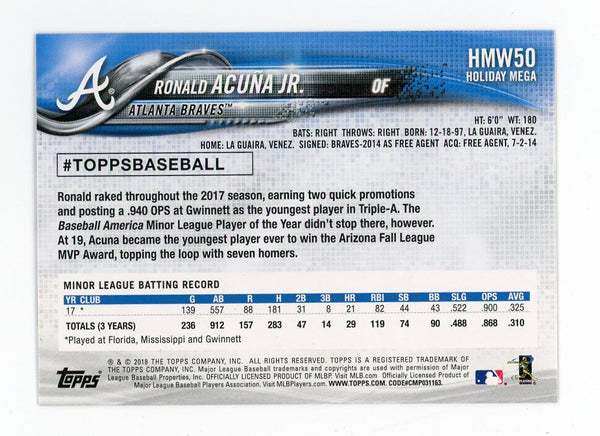 HMW50
HOLIDAY MEGA
A
RONALD ACUÑA JR. OF
ATLANTA BRAVES™
HT: 6'0" WT: 180
BATS: RIGHT THROWS: RIGHT BORN: 12-18-97, LA GUAIRA, VENEZ.
HOME: LA GUAIRA, VENEZ. SIGNED: BRAVES-2014 AS FREE AGENT ACQ: FREE AGENT, 7-2-14
#TOPPSBASEBALL
Ronald raked throughout the 2017 season, earning two quick promotions
and posting a .940 OPS at Gwinnett as the youngest player in Triple-A. The
Baseball America Minor League Player of the Year didn't stop there, however.
At 19, Acuna became the youngest player ever to win the Arizona Fall League
MVP Award, topping the loop with seven homers.
MINOR LEAGUE BATTING RECORD
YR CLUB G AB R H 2B 3B HR RBI SB BB SLG OPS AVG
17 * 139 557 88 181 31 8 21 82 44 43 .522 .900 .325
TOTALS (3 YEARS) 236 912 157 283 47 14 29 119 74 90 .488 .868 .310
*Played at Florida, Mississippi and Gwinnett
® & © 2018 THE TOPPS COMPANY, INC. ALL RIGHTS RESERVED. TOPPS IS A REGISTERED TRADEMARK OF
THE TOPPS COMPANY, INC. Major League Baseball trademarks and copyrights are used with permission of Major
League Baseball Properties, Inc. OFFICIALLY LICENSED PRODUCT OF MLBP. Visit MLB.com. Officially Licensed Product of
Major League Baseball Players Association. Visit MLBPlayers.com. WWW.TOPPS.COM. CODE#CMP031163.
Topps